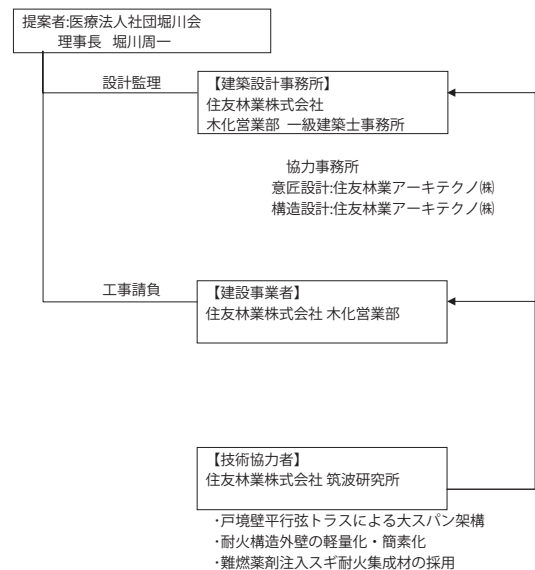 提案者:医療法人社団堀川会
理事長 堀川周一
設計監理
【建築設計事務所】
住友林業株式会社
木化営業部 一級建築士事務所
協力事務所
意匠設計:住友林業アーキテクノ㈱
構造設計:住友林業アーキテクノ㈱
工事請負
【建設事業者】
住友林業株式会社 木化営業部
【技術協力者】
住友林業株式会社 筑波研究所
・戸境壁平行弦トラスによる大スパン架構
・耐火構造外壁の軽量化・簡素化
・難燃薬剤注入スギ耐火集成材の採用